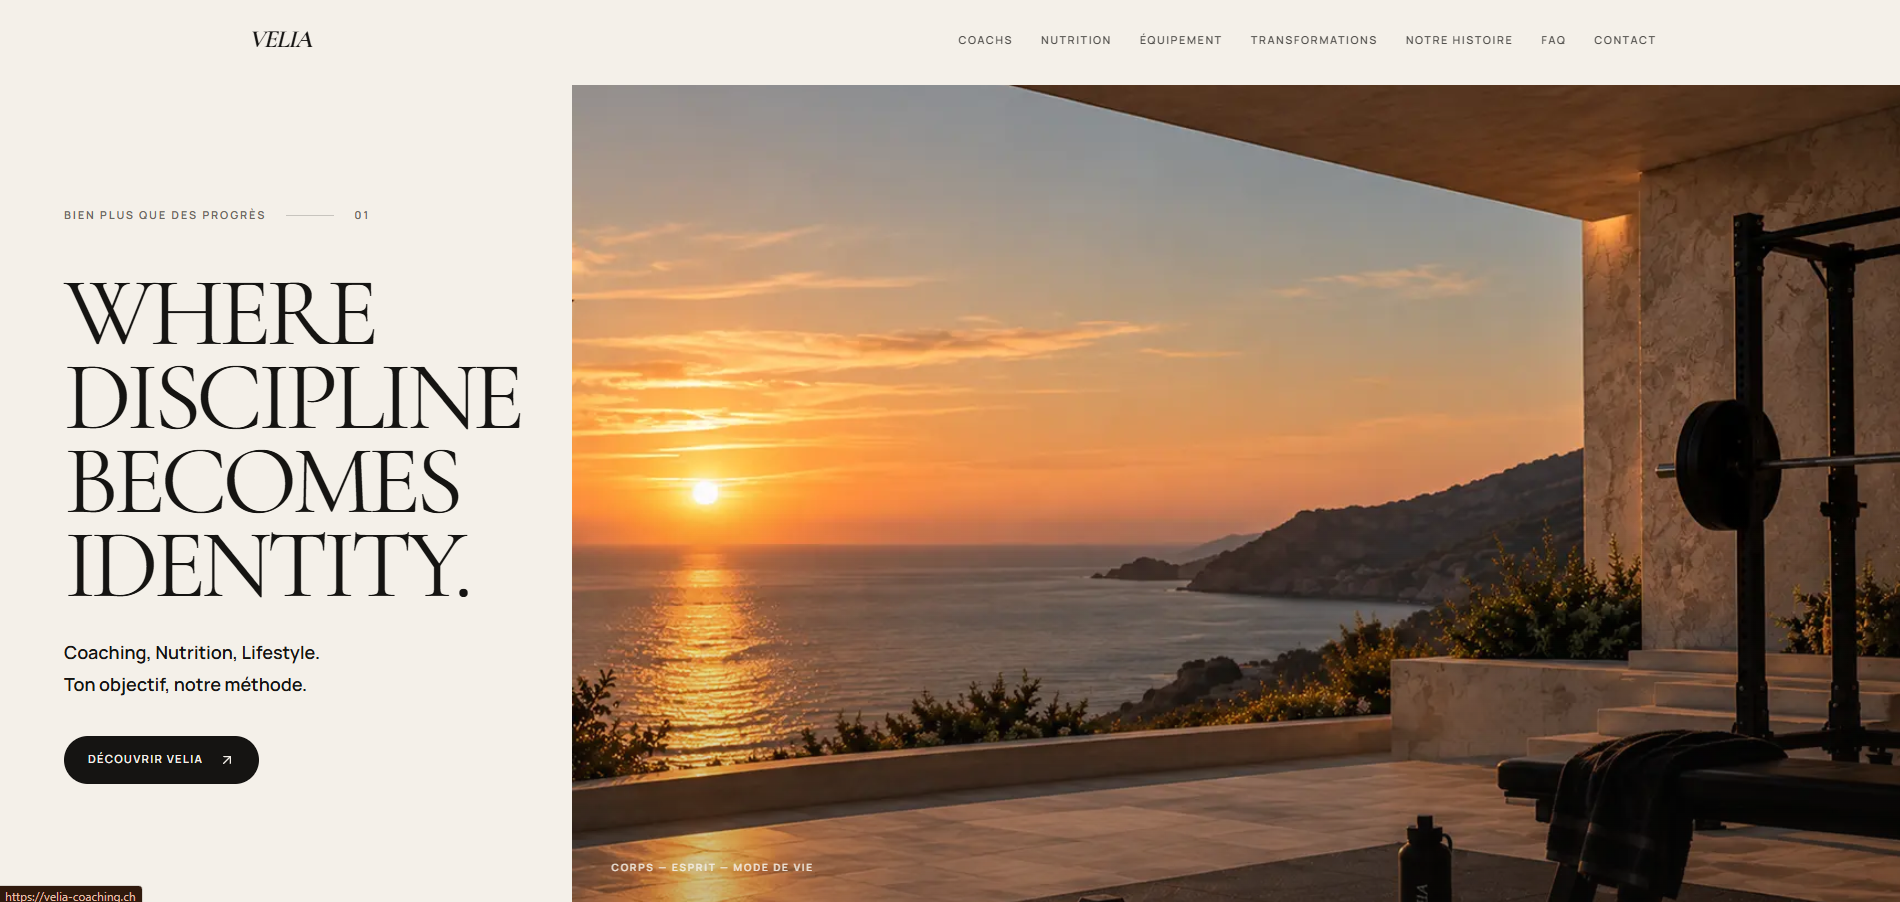 VELIA
COACHS NUTRITION ÉQUIPEMENT TRANSFORMATIONS NOTRE HISTOIRE FAQ CONTACT
BIEN PLUS QUE DES PROGRÈS 01
WHERE
DISCIPLINE
BECOMES
IDENTITY.
Coaching, Nutrition, Lifestyle.
Ton objectif, notre méthode.
DÉCOUVRIR VELIA
CORPS — ESPRIT — MODE DE VIE
https://velia-coaching.ch